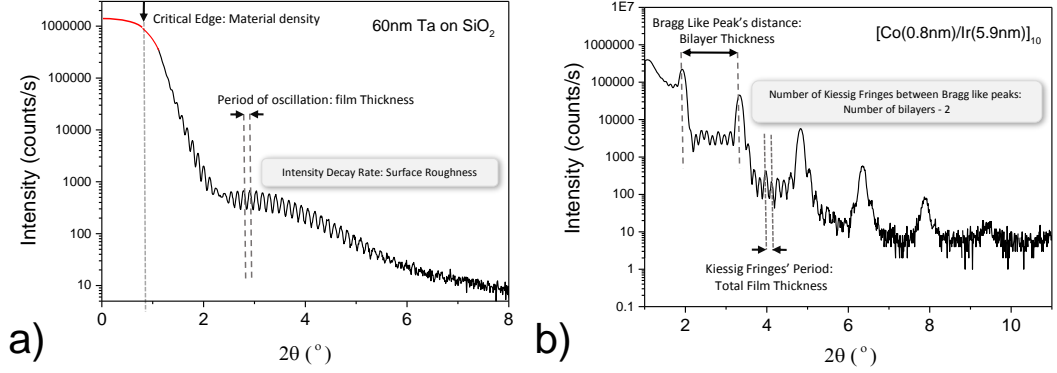 Critical Edge: Material density
60nm Ta on SiO2
Period of oscillation: film Thickness
Intensity Decay Rate: Surface Roughness
Intensity (counts/s)
1000000
100000
10000
1000
100
10
0 2 4 6 8
2θ (°)
a)
Bragg Like Peak's distance:
Bilayer Thickness
[Co(0.8nm)/Ir(5.9nm)]10
Number of Kiessig Fringes between Bragg like peaks:
Number of bilayers - 2
Kiessig Fringes' Period:
Total Film Thickness
Intensity (counts/s)
1E7
1000000
100000
10000
1000
100
10
1
0.1
2 4 6 8 10
2θ (°)
b)